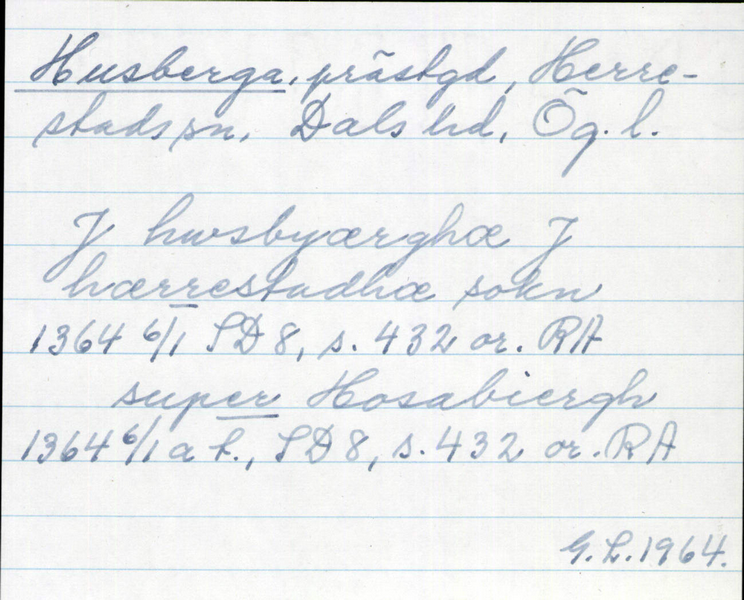 Husberga, prästgd, Herre-
stads sn, Dals hd, Ög. l.
J hwsbyærghæ J
hærrestadhæ sokn
1364 6/1 SD 8, s. 432 or. RA
super Hosabiergh
1364 6/1 a t., SD 8, s. 432 or. RA
G. L. 1964.